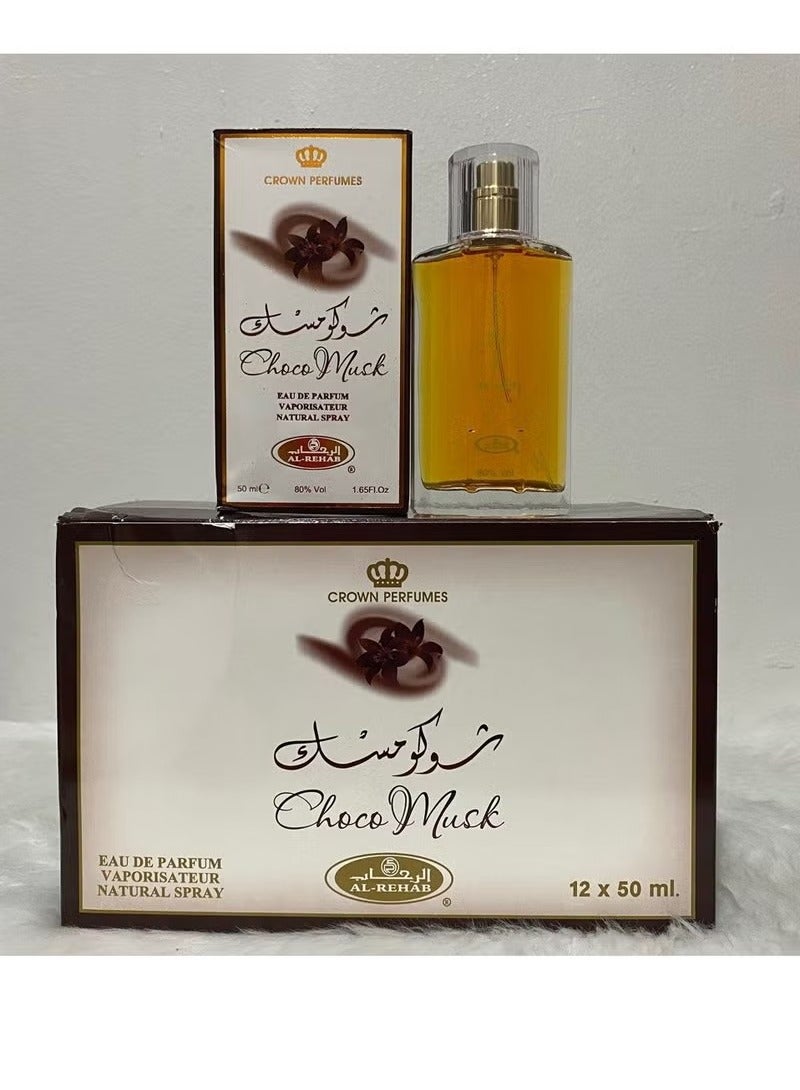 CROWN PERFUMES
شوكومسك
Choco Musk
EAU DE PARFUM
VAPORISATEUR
NATURAL SPRAY
الريحاب
AL-REHAB
®
50 ml℮ 80% Vol 1.65Fl.Oz
80% Vol
CROWN PERFUMES
شوكومسك
Choco Musk
EAU DE PARFUM
VAPORISATEUR
NATURAL SPRAY
الريحاب
AL-REHAB
®
12 x 50 ml.